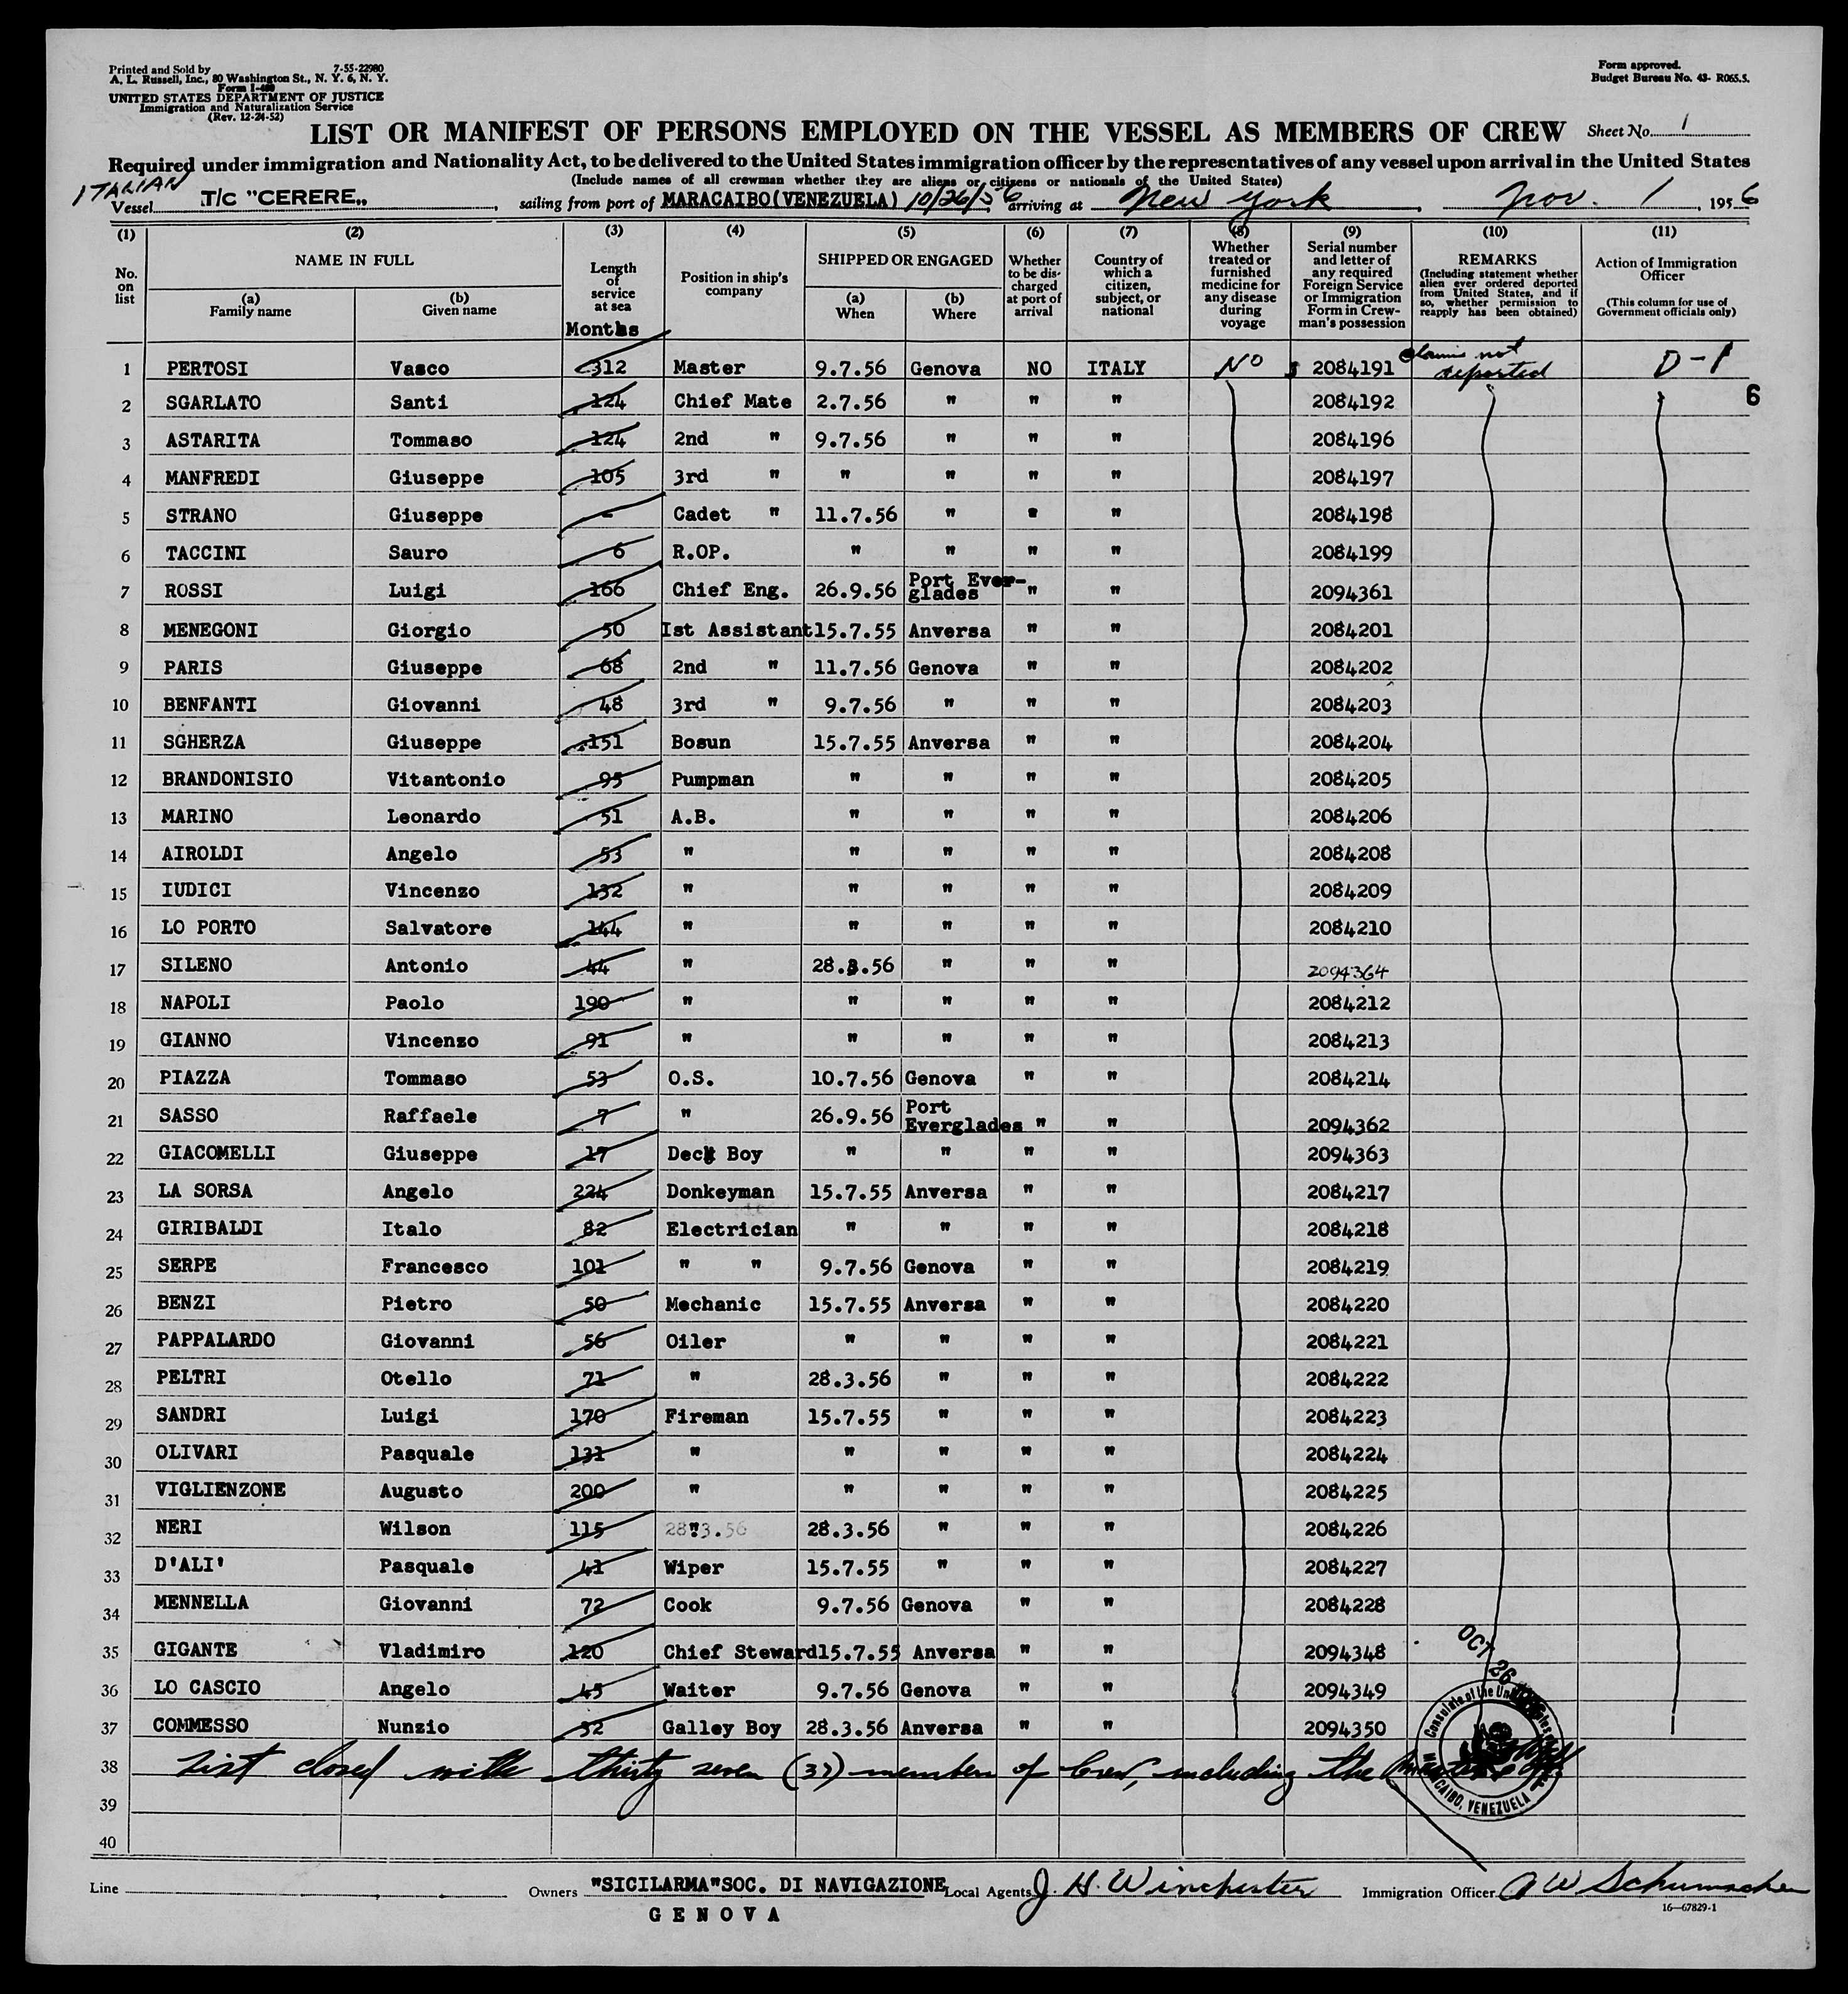 Printed and Sold by 7-55-22980
A. L. Russell, Inc., 80 Washington St., N. Y. 6, N. Y.
Form I-480
UNITED STATES DEPARTMENT OF JUSTICE
Immigration and Naturalization Service
(Rev. 12-24-52)
Form approved.
Budget Bureau No. 43- R065.5.
LIST OR MANIFEST OF PERSONS EMPLOYED ON THE VESSEL AS MEMBERS OF CREW Sheet No. 1
Required under immigration and Nationality Act, to be delivered to the United States immigration officer by the representatives of any vessel upon arrival in the United States
(Include names of all crewman whether they are aliens or citizens or nationals of the United States)
ITALIAN
Vessel T/C "CERERE„ , sailing from port of MARACAIBO(VENEZUELA) 10/26/56 arriving at New York , Nov. 1 , 1956
(1) (2) (3) (4) (5) (6) (7) (8) (9) (10) (11)
No. on list
NAME IN FULL
(a) Family name
(b) Given name
Length of service at sea
Months
Position in ship's company
SHIPPED OR ENGAGED
(a) When
(b) Where
Whether to be discharged at port of arrival
Country of which a citizen, subject, or national
Whether treated or furnished medicine for any disease during voyage
Serial number and letter of any required Foreign Service or Immigration Form in Crewman's possession
REMARKS
(Including statement whether alien ever ordered deported from United States, and if so, whether permission to reapply has been obtained)
Action of Immigration Officer
(This column for use of Government officials only)
1 PERTOSI Vasco 312 Master 9.7.56 Genova NO ITALY NO 2084191 Claims not deported D-1
6
2 SGARLATO Santi 124 Chief Mate 2.7.56 " " " 2084192
3 ASTARITA Tommaso 124 2nd " 9.7.56 " " " 2084196
4 MANFREDI Giuseppe 105 3rd " " " " " 2084197
5 STRANO Giuseppe - Cadet " 11.7.56 " " " 2084198
6 TACCINI Sauro 6 R.OP. " " " " 2084199
7 ROSSI Luigi 166 Chief Eng. 26.9.56 Port Everglades " " 2094361
8 MENEGONI Giorgio 50 Ist Assistant 15.7.55 Anversa " " 2084201
9 PARIS Giuseppe 68 2nd " 11.7.56 Genova " " 2084202
10 BENFANTI Giovanni 48 3rd " 9.7.56 " " " 2084203
11 SGHERZA Giuseppe 151 Bosun 15.7.55 Anversa " " 2084204
12 BRANDONISIO Vitantonio 95 Pumpman " " " " 2084205
13 MARINO Leonardo 51 A.B. " " " " 2084206
14 AIROLDI Angelo 53 " " " " " 2084208
15 IUDICI Vincenzo 132 " " " " " 2084209
16 LO PORTO Salvatore 144 " " " " " 2084210
17 SILENO Antonio 44 " 28.3.56 " " " 2094364
18 NAPOLI Paolo 190 " " " " " 2084212
19 GIANNO Vincenzo 91 " " " " " 2084213
20 PIAZZA Tommaso 53 O.S. 10.7.56 Genova " " 2084214
21 SASSO Raffaele 7 " 26.9.56 Port Everglades " " 2094362
22 GIACOMELLI Giuseppe 17 Deck Boy " " " " 2094363
23 LA SORSA Angelo 224 Donkeyman 15.7.55 Anversa " " 2084217
24 GIRIBALDI Italo 82 Electrician " " " " 2084218
25 SERPE Francesco 101 " " 9.7.56 Genova " " 2084219
26 BENZI Pietro 50 Mechanic 15.7.55 Anversa " " 2084220
27 PAPPALARDO Giovanni 56 Oiler " " " " 2084221
28 PELTRI Otello 71 " 28.3.56 " " " 2084222
29 SANDRI Luigi 170 Fireman 15.7.55 " " " 2084223
30 OLIVARI Pasquale 131 " " " " " 2084224
31 VIGLIENZONE Augusto 200 " " " " " 2084225
32 NERI Wilson 115 " 28.3.56 " " " 2084226
33 D'ALI' Pasquale 41 Wiper 15.7.55 " " " 2084227
34 MENNELLA Giovanni 72 Cook 9.7.56 Genova " " 2084228
35 GIGANTE Vladimiro 120 Chief Steward 15.7.55 Anversa " " 2094348
36 LO CASCIO Angelo 45 Waiter 9.7.56 Genova " " 2094349
37 COMMESSO Nunzio 32 Galley Boy 28.3.56 Anversa " " 2094350
OCT 26
Consulate of the United States
MARACAIBO, VENEZUELA
38 List closed with thirty seven (37) member of Crew, including the
39
40
Line Owners "SICILARMA"SOC. DI NAVIGAZIONE Local Agents J. H. Winchester Immigration Officer A W Schumacher
GENOVA
16—67829-1